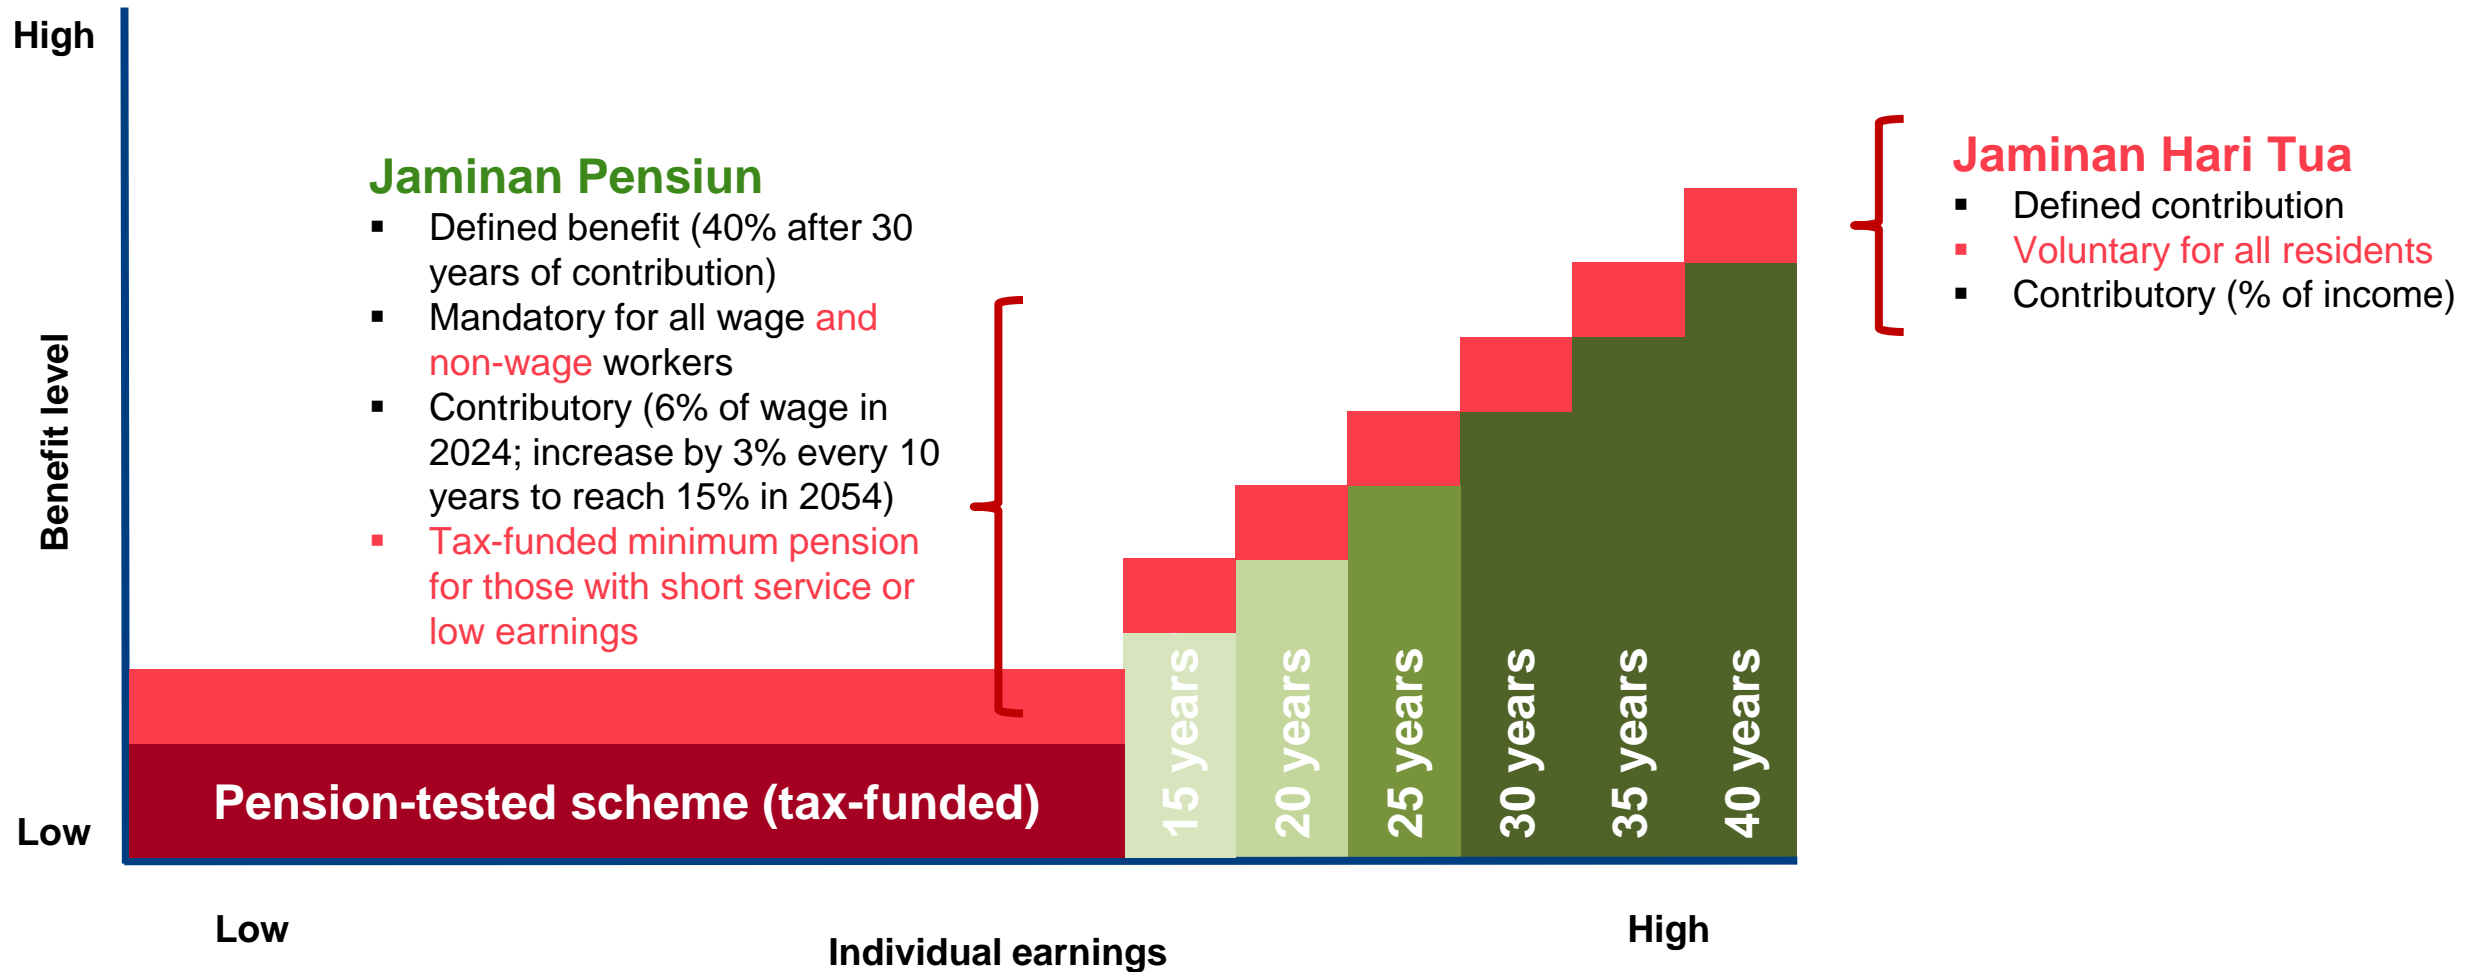 High
Jaminan Pensiun
▪ Defined benefit (40% after 30
years of contribution)
▪ Mandatory for all wage and
non-wage workers
▪ Contributory (6% of wage in
2024; increase by 3% every 10
years to reach 15% in 2054)
▪ Tax-funded minimum pension
for those with short service or
low earnings
Jaminan Hari Tua
▪ Defined contribution
▪ Voluntary for all residents
▪ Contributory (% of income)
Benefit level
Pension-tested scheme (tax-funded)
15 years
20 years
25 years
30 years
35 years
40 years
Low
Low
Individual earnings
High